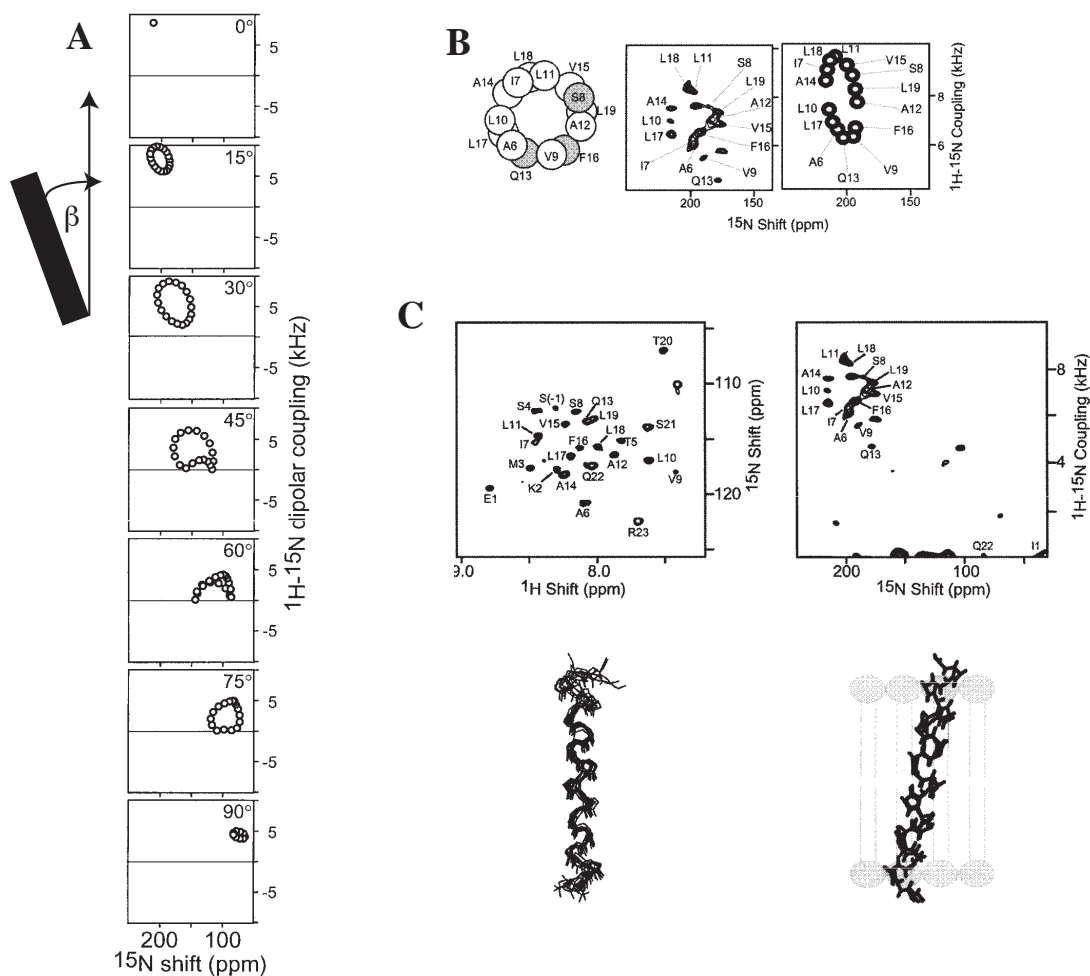 A
0°
5
-5
15°
5
-5
β
30°
5
-5
45°
5
-5
60°
5
-5
75°
5
-5
90°
5
-5
200 100
15N shift (ppm)
1H-15N dipolar coupling (kHz)
B
L18
L11
I7
V15
A14
S8
L10
L19
A12
L17
A6
V9
F16
Q13
L18
L11
S8
L19
A14
A12
L10
V15
L17
F16
I7
A6
V9
Q13
200 150
L18
L11
I7
V15
A14
S8
L19
L10
A12
L17
F16
A6
V9
Q13
200 150
8
6
15N Shift (ppm)
1H-15N Coupling (kHz)
C
T20
S(-1)
S8
Q13
S4
L19
L11
V15
L18
S21
I7
F16
T5
L17
L10
M3
A12
V9
K2
A14
Q22
E1
A6
R23
110
120
15N Shift (ppm)
9.0 8.0
1H Shift (ppm)
L11
L18
S8
L19
A14
A12
L10
V15
L17
F16
I7
A6
V9
Q13
Q22
I1
8
4
200 100
15N Shift (ppm)
1H-15N Coupling (kHz)